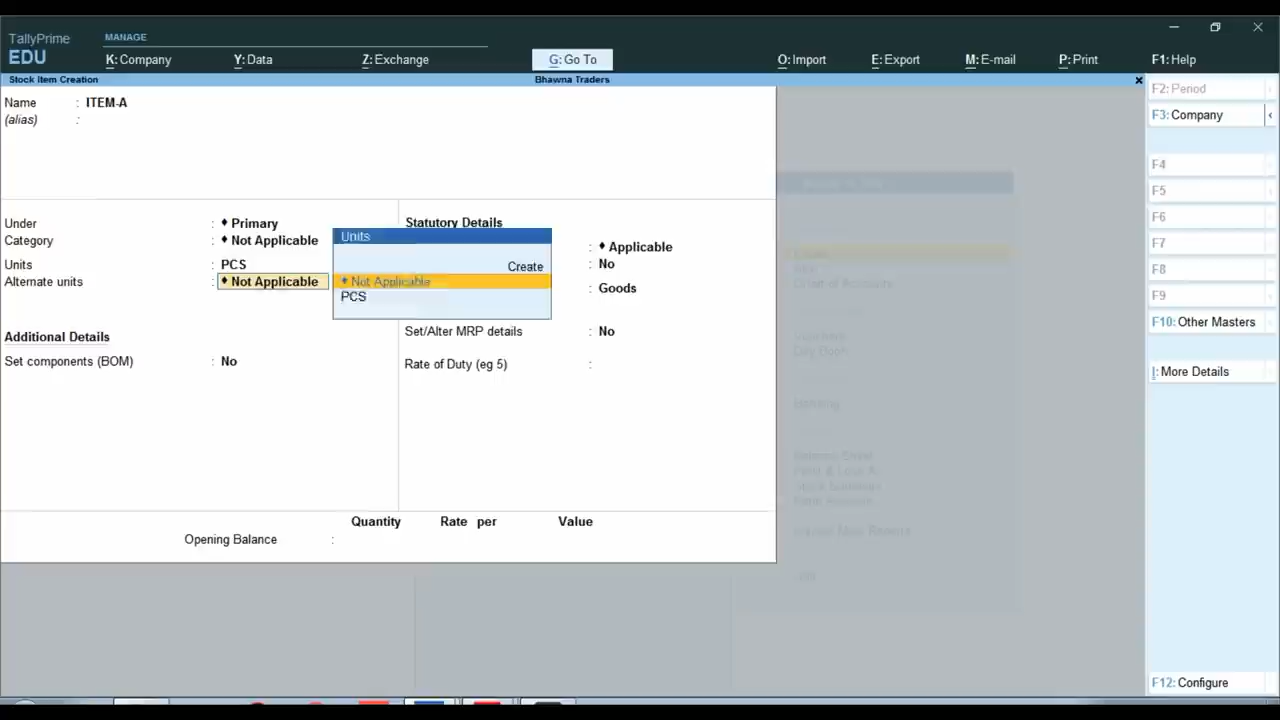 TallyPrime
EDU
MANAGE
K: Company
Y: Data
Z: Exchange
G: Go To
O: Import
E: Export
M: E-mail
P: Print
F1: Help
Stock Item Creation
Bhawna Traders
Name : ITEM-A
(alias) :
Under : ♦ Primary
Category : ♦ Not Applicable
Units : PCS
Alternate units : ♦ Not Applicable
Additional Details
Set components (BOM) : No
Units
Create
♦ Not Applicable
PCS
Statutory Details
: ♦ Applicable
: No
: Goods
Set/Alter MRP details : No
Rate of Duty (eg 5) :
Quantity Rate per Value
Opening Balance :
F2: Period
F3: Company
F4
F5
F6
F7
F8
F9
F10: Other Masters
I: More Details
F12: Configure